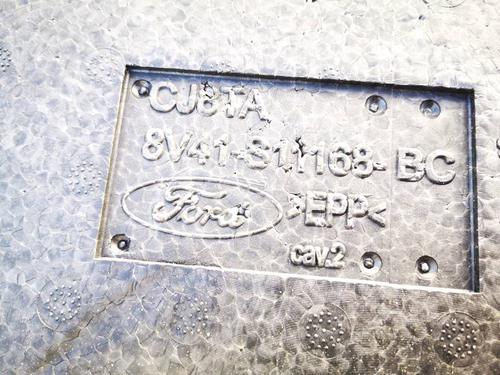 CJ8TA
8V41-S11168-BC
Ford >EPP<
cav.2